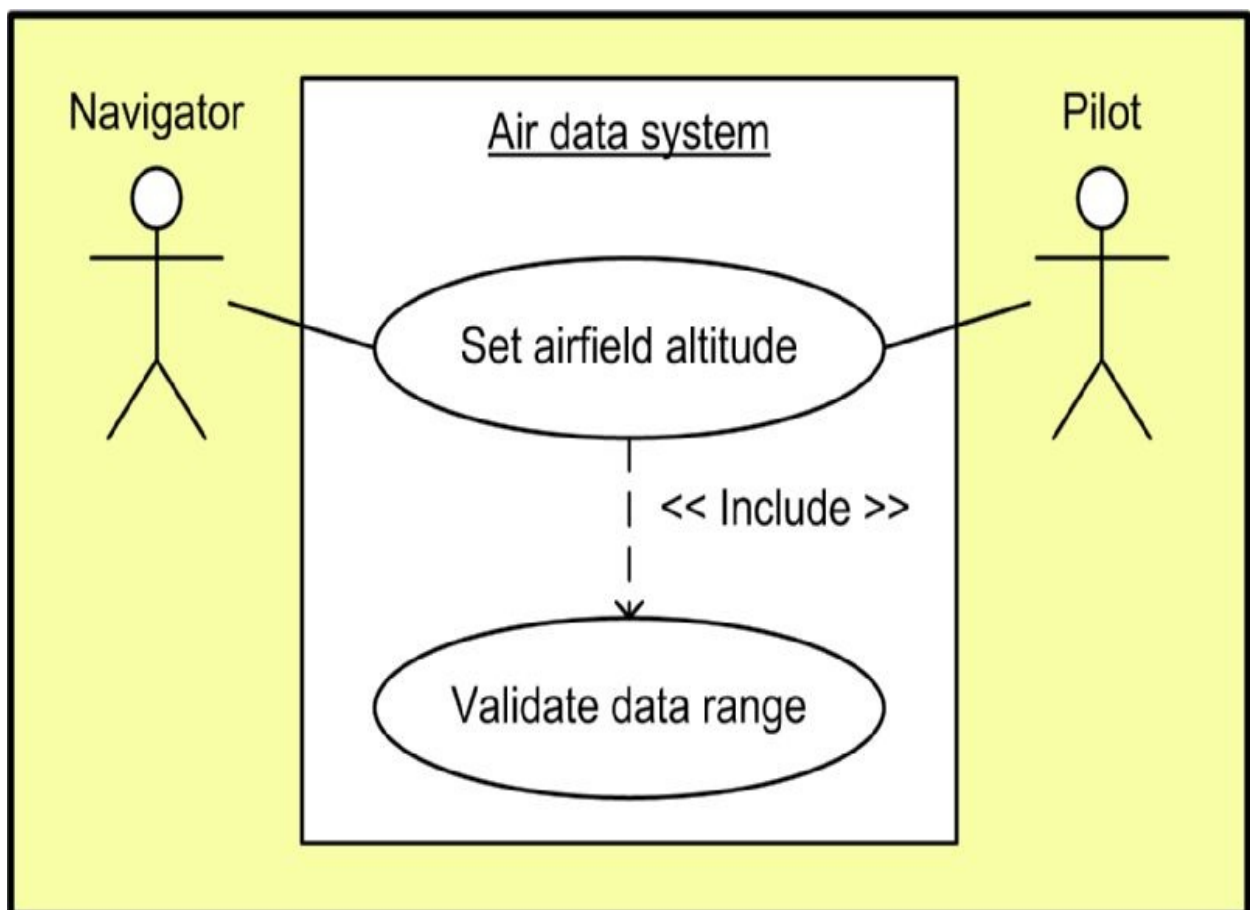 Navigator
Air data system
Pilot
Set airfield altitude
<< Include >>
Validate data range